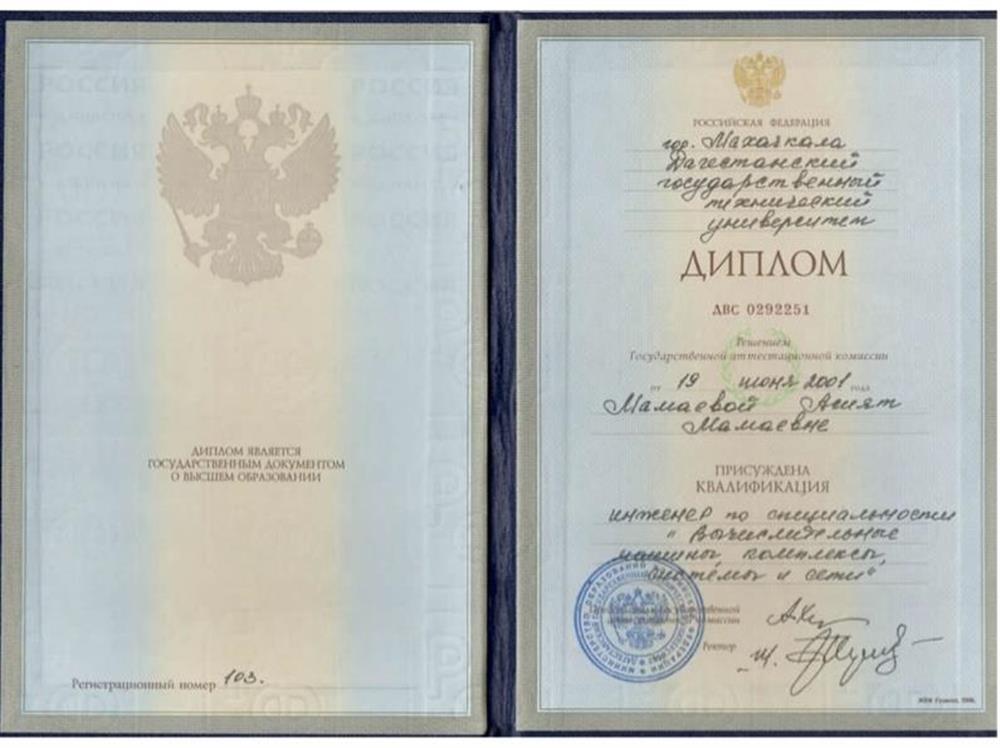 ДИПЛОМ ЯВЛЯЕТСЯ
ГОСУДАРСТВЕННЫМ ДОКУМЕНТОМ
О ВЫСШЕМ ОБРАЗОВАНИИ
Регистрационный номер 103.
РОССИЙСКАЯ ФЕДЕРАЦИЯ
гор. Махачкала
Дагестанский
государственный
технический
университет
ДИПЛОМ
АВС 0292251
Решением
Государственной аттестационной комиссии
от 19 июня 2001 года
Мамаевой Асият
Мамаевне
ПРИСУЖДЕНА
КВАЛИФИКАЦИЯ
инженер по специальности
"Вычислительные
машины, комплексы,
системы и сети"
Ректор